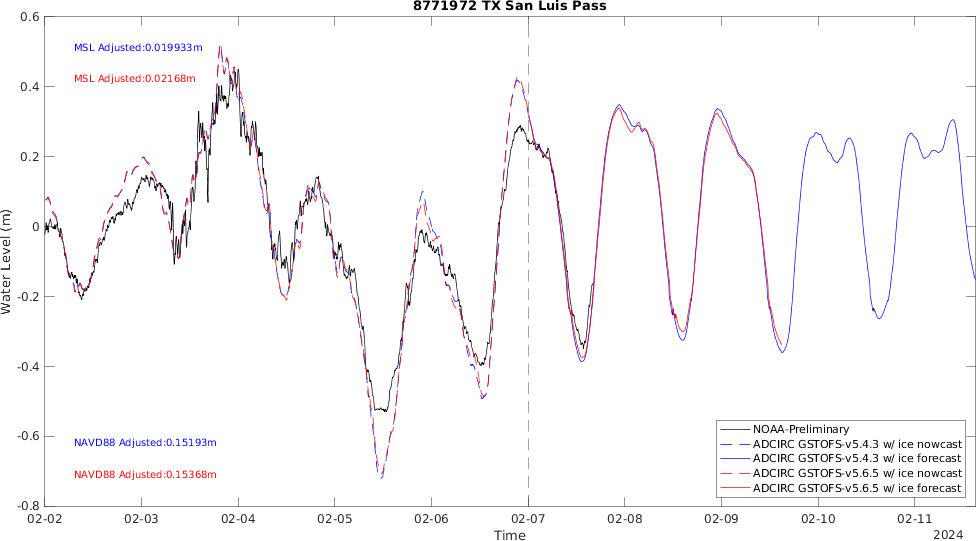 8771972 TX San Luis Pass
0.6
MSL Adjusted:0.019933m
MSL Adjusted:0.02168m
0.4
0.2
0
-0.2
-0.4
-0.6
-0.8
Water Level (m)
NAVD88 Adjusted:0.15193m
NAVD88 Adjusted:0.15368m
NOAA-Preliminary
ADCIRC GSTOFS-v5.4.3 w/ ice nowcast
ADCIRC GSTOFS-v5.4.3 w/ ice forecast
ADCIRC GSTOFS-v5.6.5 w/ ice nowcast
ADCIRC GSTOFS-v5.6.5 w/ ice forecast
02-02 02-03 02-04 02-05 02-06 02-07 02-08 02-09 02-10 02-11
Time
2024